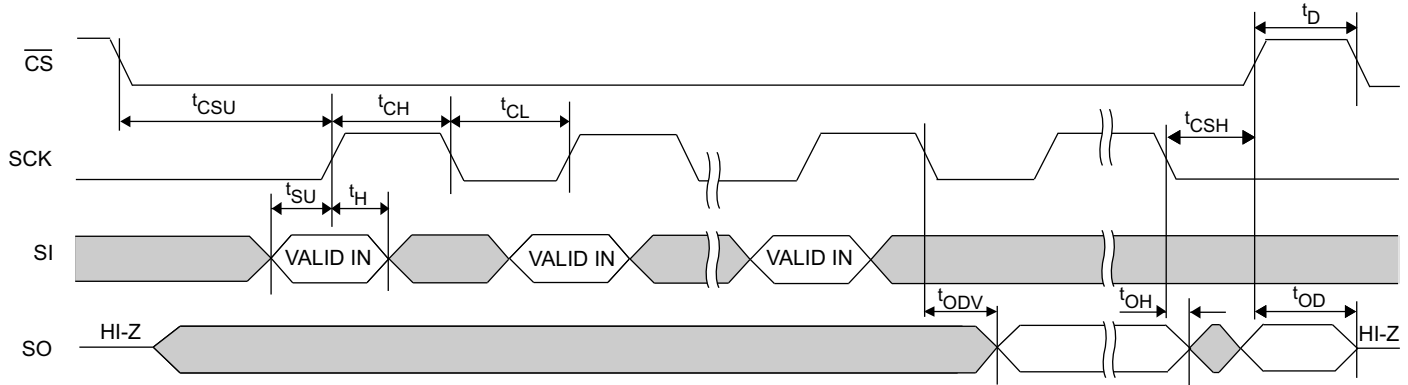 tD
CS
tCSU
tCH
tCL
tCSH
SCK
tSU
tH
SI
VALID IN
VALID IN
VALID IN
tODV
tOH
tOD
HI-Z
HI-Z
SO